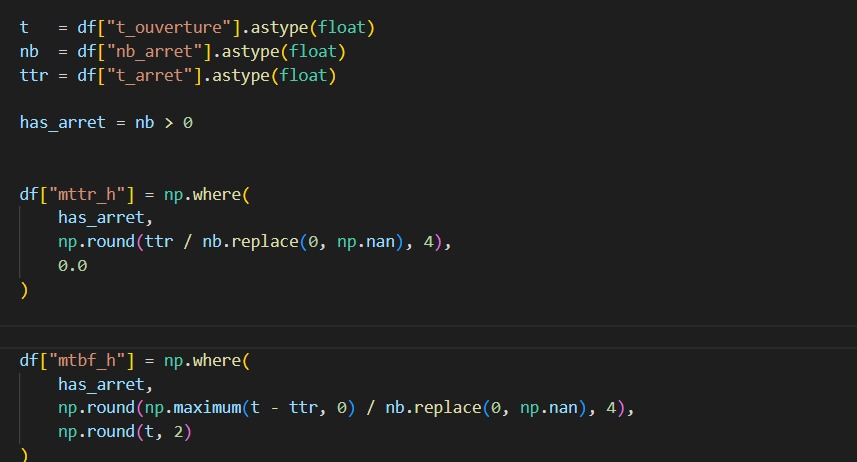 t   = df["t_ouverture"].astype(float)
nb  = df["nb_arret"].astype(float)
ttr = df["t_arret"].astype(float)
has_arret = nb > 0
df["mttr_h"] = np.where(
    has_arret,
    np.round(ttr / nb.replace(0, np.nan), 4),
    0.0
)
df["mtbf_h"] = np.where(
    has_arret,
    np.round(np.maximum(t - ttr, 0) / nb.replace(0, np.nan), 4),
    np.round(t, 2)
)